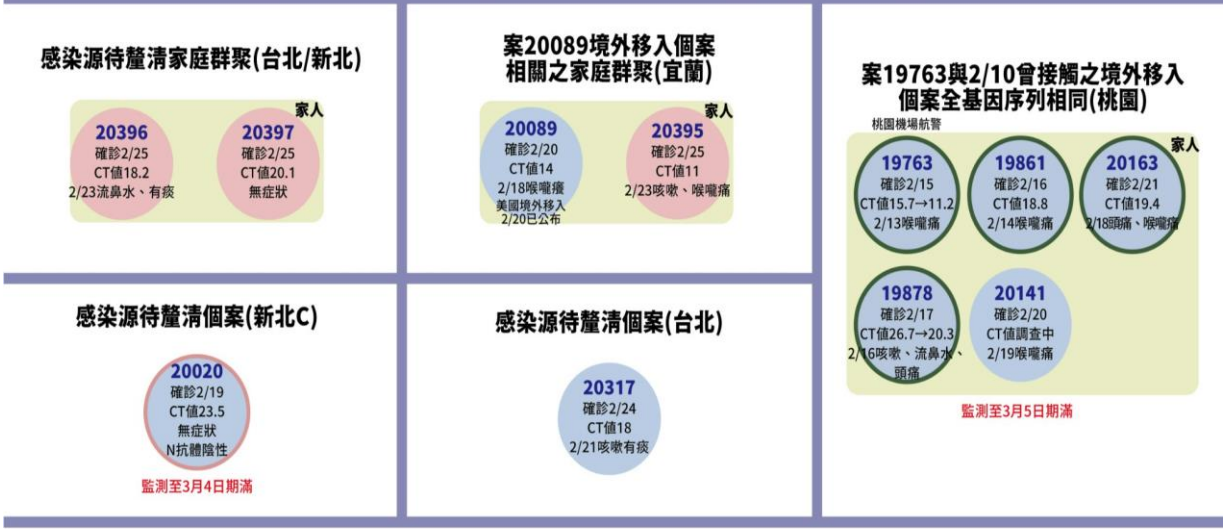 感染源待釐清家庭群聚(台北/新北)
家人
20396
確診2/25
CT值18.2
2/23流鼻水、有痰
20397
確診2/25
CT值20.1
無症狀
案20089境外移入個案
相關之家庭群聚(宜蘭)
家人
20089
確診2/20
CT值14
2/18喉嚨癢
美國境外移入
2/20已公布
20395
確診2/25
CT值11
2/23咳嗽、喉嚨痛
案19763與2/10曾接觸之境外移入
個案全基因序列相同(桃園)
桃園機場航警
家人
19763
確診2/15
CT值15.7→11.2
2/13喉嚨痛
19861
確診2/16
CT值18.8
2/14喉嚨痛
20163
確診2/21
CT值19.4
2/18頭痛、喉嚨痛
19878
確診2/17
CT值26.7→20.3
2/16咳嗽、流鼻水、
頭痛
20141
確診2/20
CT值調查中
2/19喉嚨痛
監測至3月5日期滿
感染源待釐清個案(新北C)
20020
確診2/19
CT值23.5
無症狀
N抗體陰性
監測至3月4日期滿
感染源待釐清個案(台北)
20317
確診2/24
CT值18
2/21咳嗽有痰